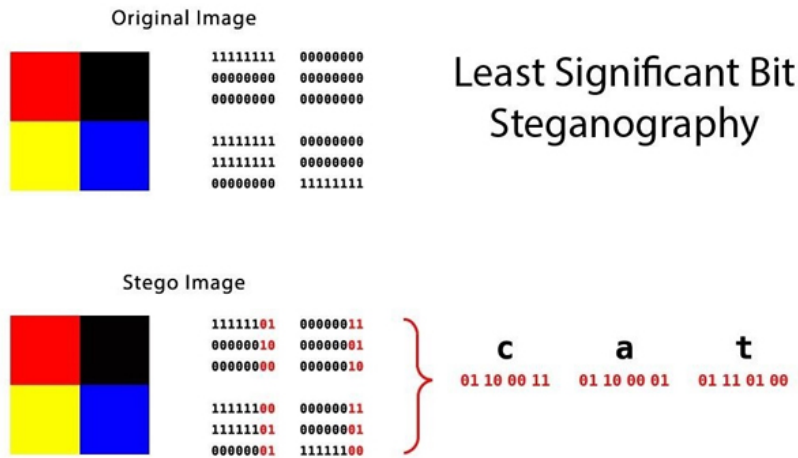 Original Image
11111111 00000000
00000000 00000000
00000000 00000000
11111111 00000000
11111111 00000000
00000000 11111111
Least Significant Bit
Steganography
Stego Image
11111101 00000011
00000010 00000001
00000000 00000010
11111100 00000011
11111101 00000001
00000001 11111100
c a t
01 10 00 11 01 10 00 01 01 11 01 00